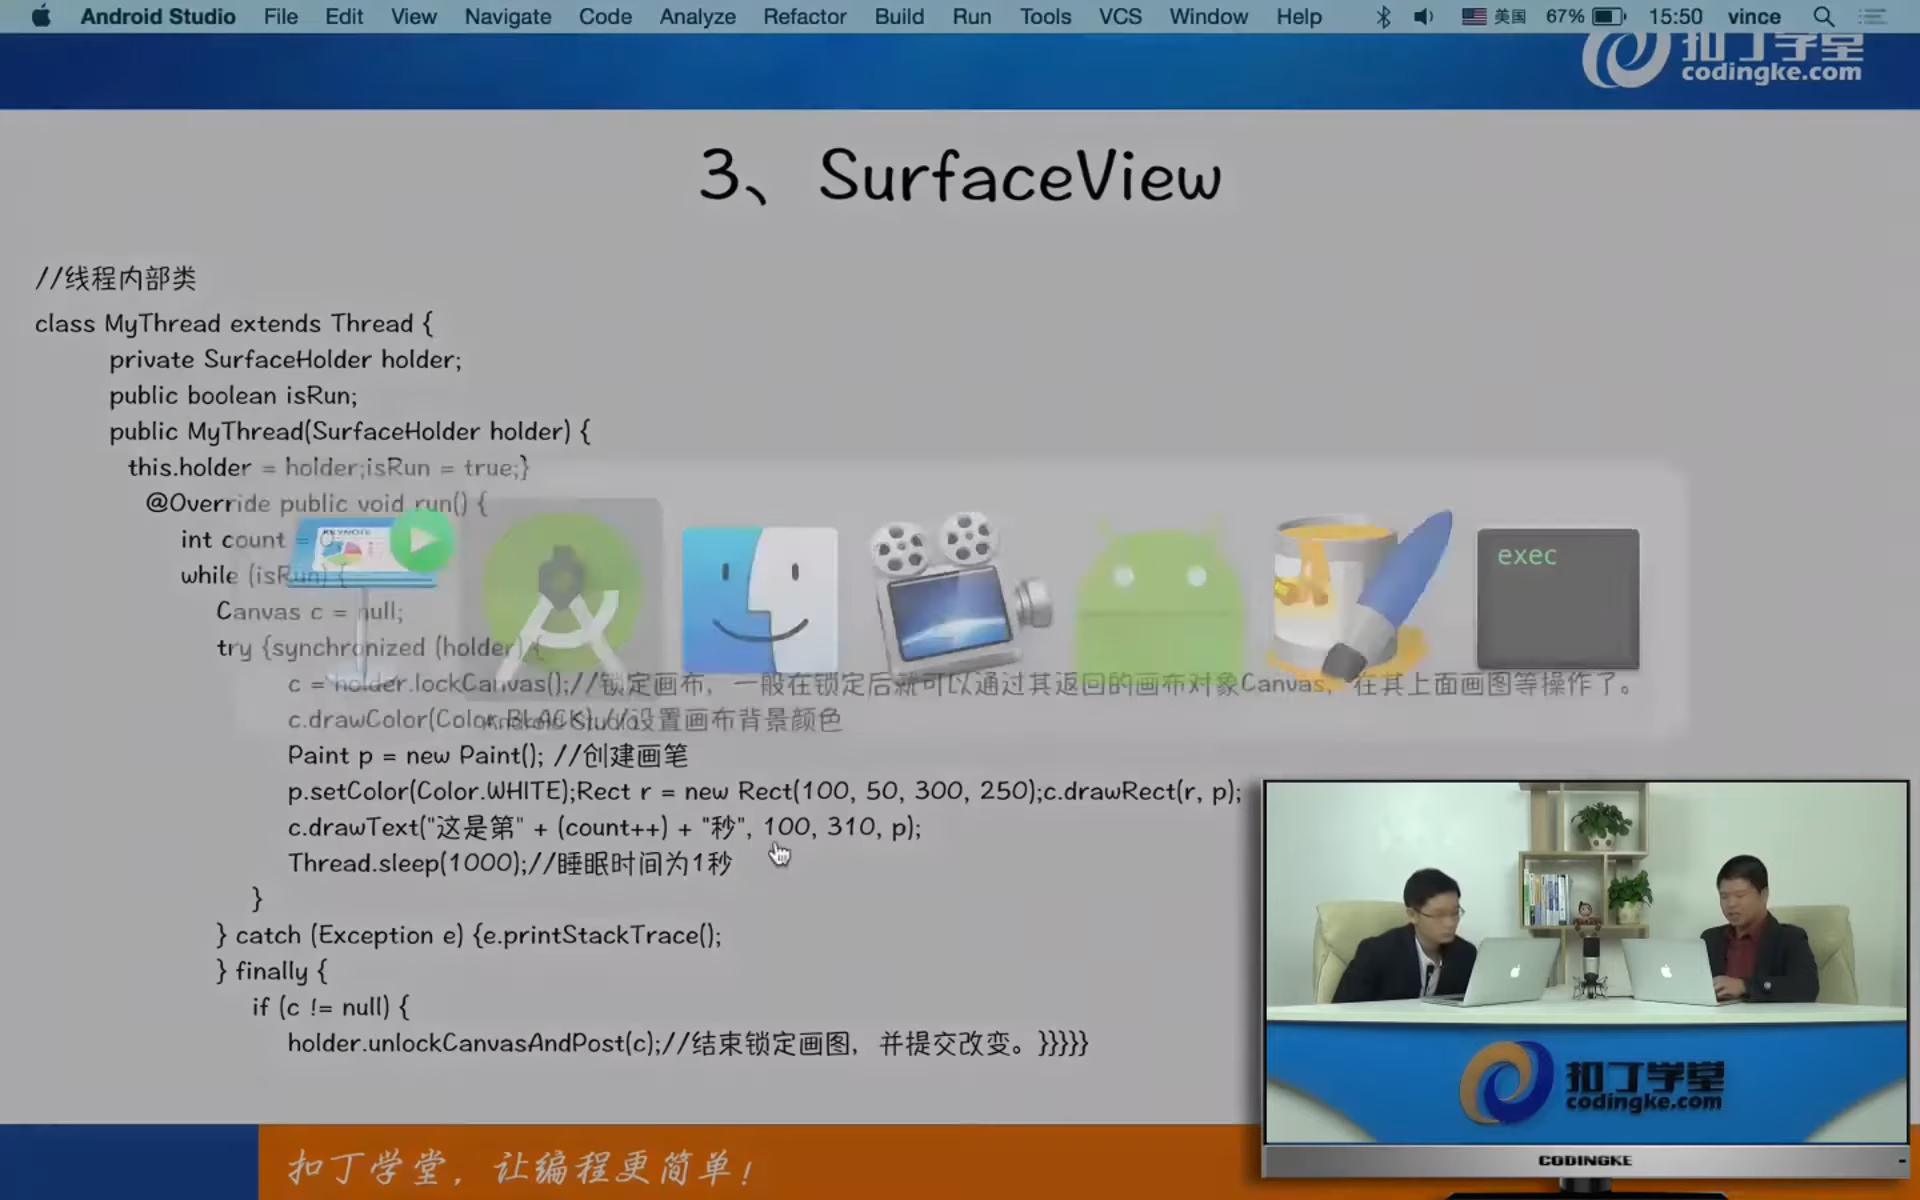 Android Studio File Edit View Navigate Code Analyze Refactor Build Run Tools VCS Window Help 美国 67% 15:50 vince
扣丁学堂
codingke.com
3、SurfaceView
//线程内部类
class MyThread extends Thread {
private SurfaceHolder holder;
public boolean isRun;
public MyThread(SurfaceHolder holder) {
this.holder = holder;isRun = true;}
@Override public void run() {
int count = 0;
while (isRun) {
Canvas c = null;
try {synchronized (holder) {
c = holder.lockCanvas();//锁定画布，一般在锁定后就可以通过其返回的画布对象Canvas，在其上面画图等操作了。
c.drawColor(Color.BLACK);//设置画布背景颜色
Android Studio
Paint p = new Paint(); //创建画笔
p.setColor(Color.WHITE);Rect r = new Rect(100, 50, 300, 250);c.drawRect(r, p);
c.drawText("这是第" + (count++) + "秒", 100, 310, p);
Thread.sleep(1000);//睡眠时间为1秒
}
} catch (Exception e) {e.printStackTrace();
} finally {
if (c != null) {
holder.unlockCanvasAndPost(c);//结束锁定画图，并提交改变。}}}}}
KEYNOTE
exec
扣丁学堂
codingke.com
CODINGKE
扣丁学堂，让编程更简单！